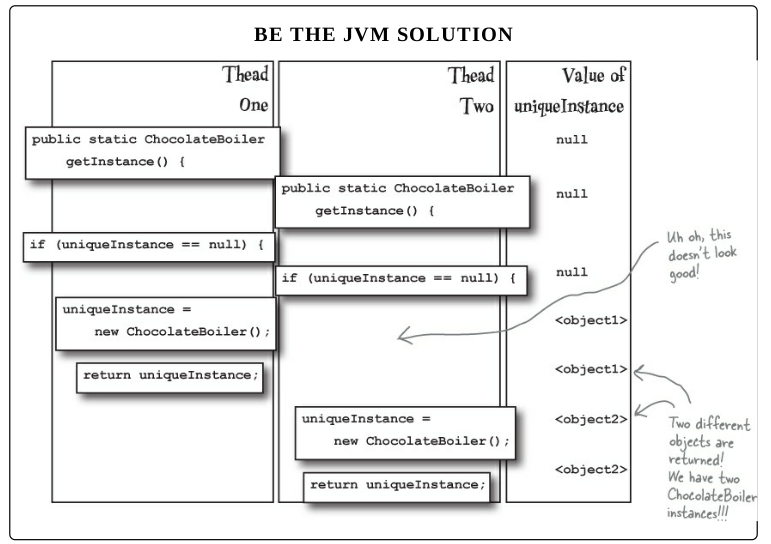 BE THE JVM SOLUTION
Thead
One
Thead
Two
Value of
uniqueInstance
public static ChocolateBoiler
getInstance() {
null
public static ChocolateBoiler
getInstance() {
null
if (uniqueInstance == null) {
if (uniqueInstance == null) {
null
Uh oh, this
doesn't look
good!
uniqueInstance =
new ChocolateBoiler();
<object1>
return uniqueInstance;
<object1>
uniqueInstance =
new ChocolateBoiler();
<object2>
return uniqueInstance;
<object2>
Two different
objects are
returned!
We have two
ChocolateBoiler
instances!!!